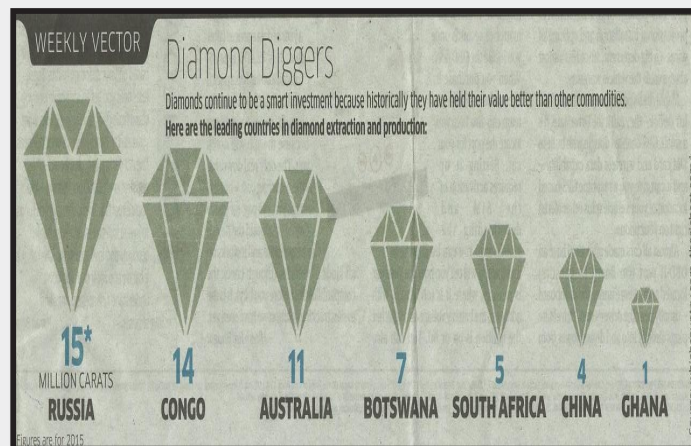 WEEKLY VECTOR
Diamond Diggers
Diamonds continue to be a smart investment because historically they have held their value better than other commodities.
Here are the leading countries in diamond extraction and production:
15*
MILLION CARATS
RUSSIA
14
CONGO
11
AUSTRALIA
7
BOTSWANA
5
SOUTH AFRICA
4
CHINA
1
GHANA
Figures are for 2015